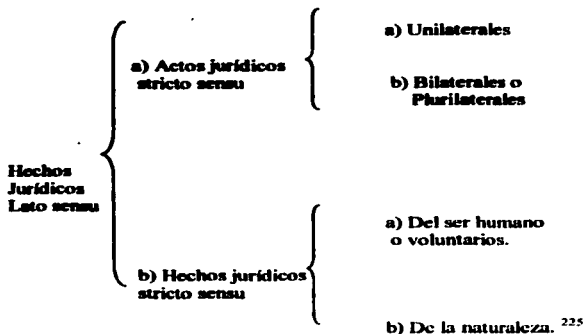 Hechos
Jurídicos
Lato sensu
a) Actos jurídicos
stricto sensu
a) Unilaterales
b) Bilaterales o
Plurilaterales
b) Hechos jurídicos
stricto sensu
a) Del ser humano
o voluntarios.
b) De la naturaleza. 225